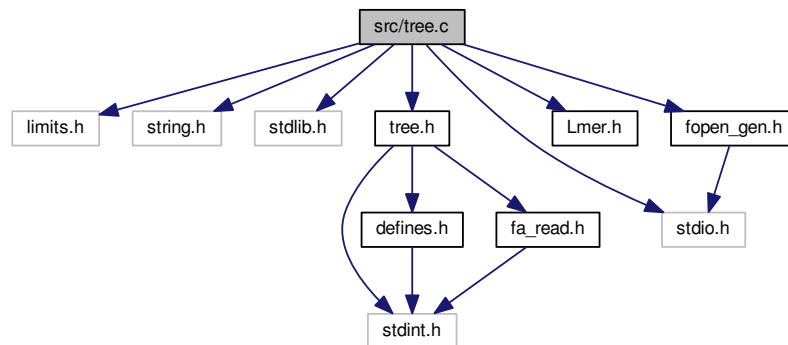 src/tree.c
limits.h
string.h
stdlib.h
tree.h
Lmer.h
fopen_gen.h
defines.h
fa_read.h
stdio.h
stdint.h